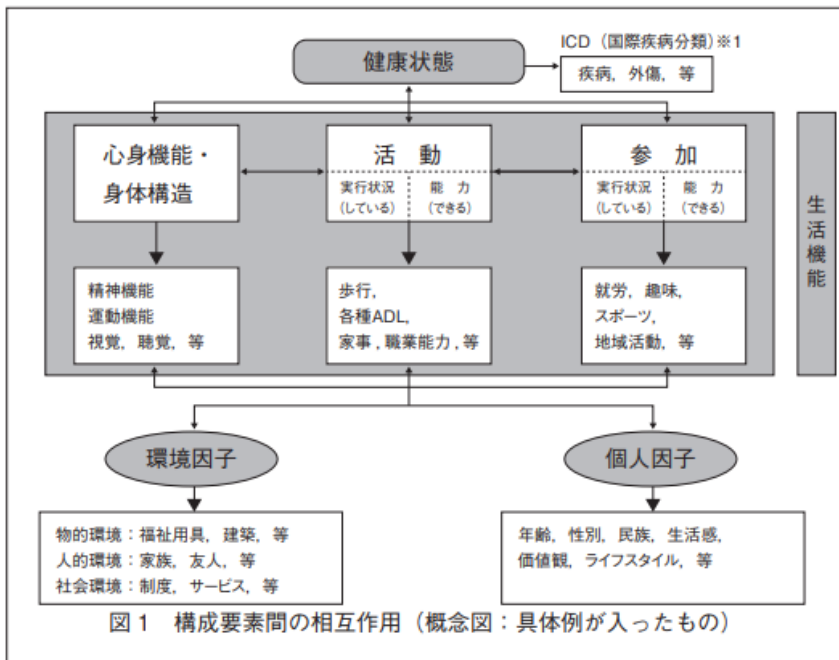 健康状態
ICD（国際疾病分類）※1
疾病，外傷，等
心身機能・
身体構造
活　動
実行状況
（している）
能　力
（できる）
参　加
実行状況
（している）
能　力
（できる）
生活機能
精神機能
運動機能
視覚，聴覚，等
歩行，
各種ADL，
家事，職業能力，等
就労，趣味，
スポーツ，
地域活動，等
環境因子
個人因子
物的環境：福祉用具，建築，等
人的環境：家族，友人，等
社会環境：制度，サービス，等
年齢，性別，民族，生活感，
価値観，ライフスタイル，等
図１　構成要素間の相互作用（概念図：具体例が入ったもの）